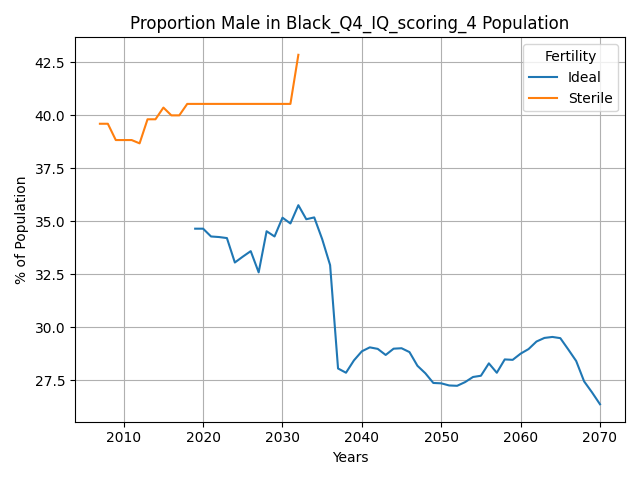 Proportion Male in Black_Q4_IQ_scoring_4 Population
Fertility
Ideal
Sterile
% of Population
42.5
40.0
37.5
35.0
32.5
30.0
27.5
2010
2020
2030
2040
2050
2060
2070
Years